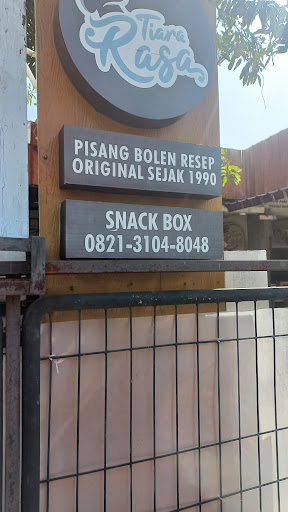 Tiara
Rasa
PISANG BOLEN RESEP
ORIGINAL SEJAK 1990
SNACK BOX
0821-3104-8048